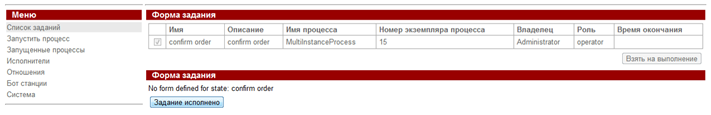 Меню
Список заданий
Запустить процесс
Запущенные процессы
Исполнители
Отношения
Бот станции
Система
Форма задания
Имя Описание Имя процесса Номер экземпляра процесса Владелец Роль Время окончания
confirm order confirm order MultiInstanceProcess 15 Administrator operator
Взять на выполнение
Форма задания
No form defined for state: confirm order
Задание исполнено